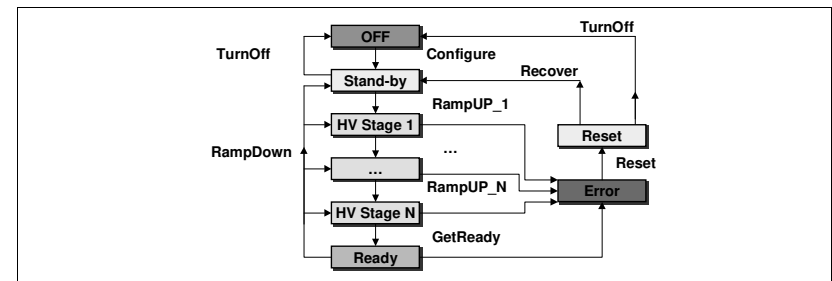 OFF
TurnOff
TurnOff
Configure
Stand-by
Recover
RampUP_1
HV Stage 1
Reset
RampDown
...
Reset
...
RampUP_N
Error
HV Stage N
GetReady
Ready